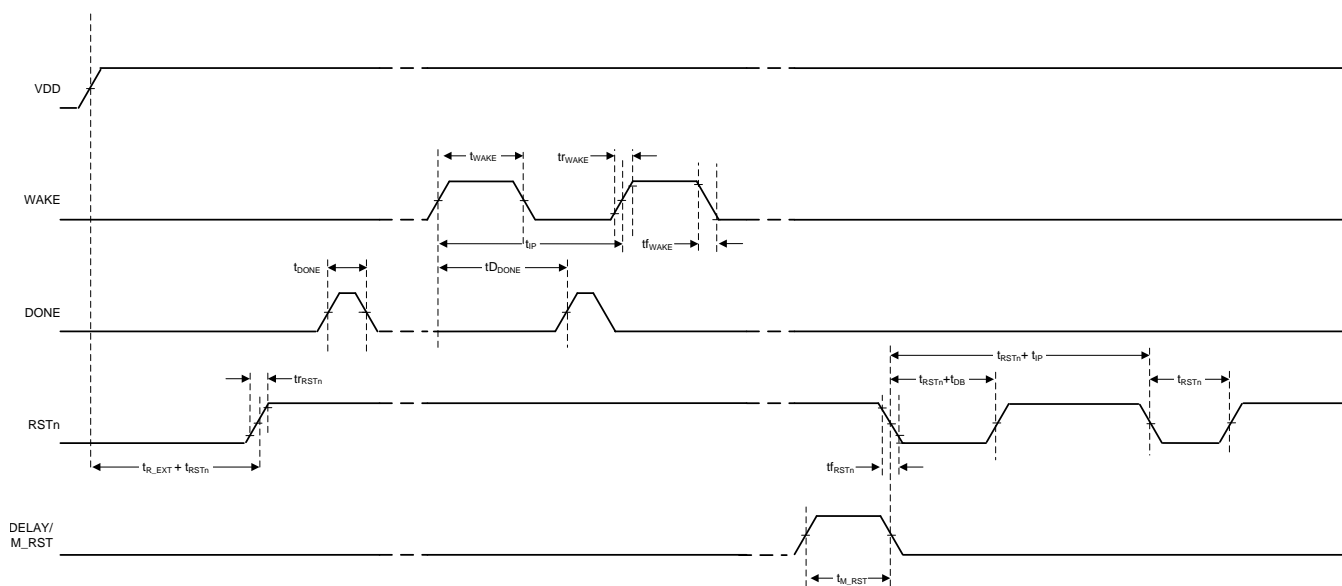 VDD
WAKE
tWAKE
trWAKE
tIP
tfWAKE
tDONE
tDDONE
DONE
tRSTn+ tIP
tRSTn+tDB
tRSTn
trRSTn
RSTn
tR_EXT + tRSTn
tfRSTn
DELAY/
M_RST
tM_RST